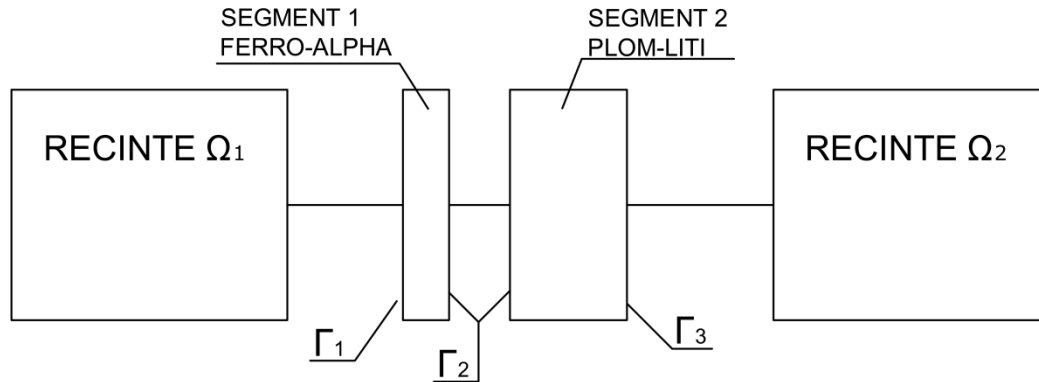 SEGMENT 1
FERRO-ALPHA
SEGMENT 2
PLOM-LITI
RECINTE Ω1
RECINTE Ω2
Γ1
Γ2
Γ3